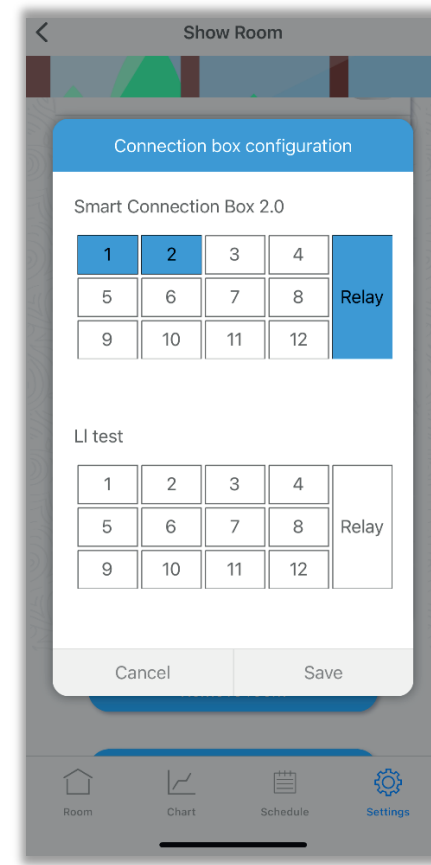 Show Room
Connection box configuration
Smart Connection Box 2.0
1 2 3 4
5 6 7 8 Relay
9 10 11 12
LI test
1 2 3 4
5 6 7 8 Relay
9 10 11 12
Cancel Save
Room Chart Schedule Settings